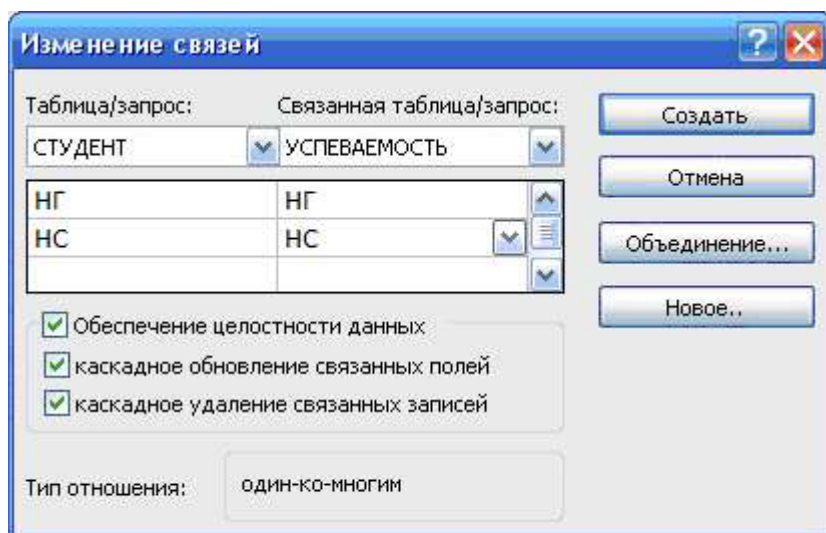 Изменение связей
Таблица/запрос: Связанная таблица/запрос:
СТУДЕНТ УСПЕВАЕМОСТЬ
НГ НГ
НС НС
Обеспечение целостности данных
каскадное обновление связанных полей
каскадное удаление связанных записей
Тип отношения: один-ко-многим
Создать
Отмена
Объединение...
Новое..